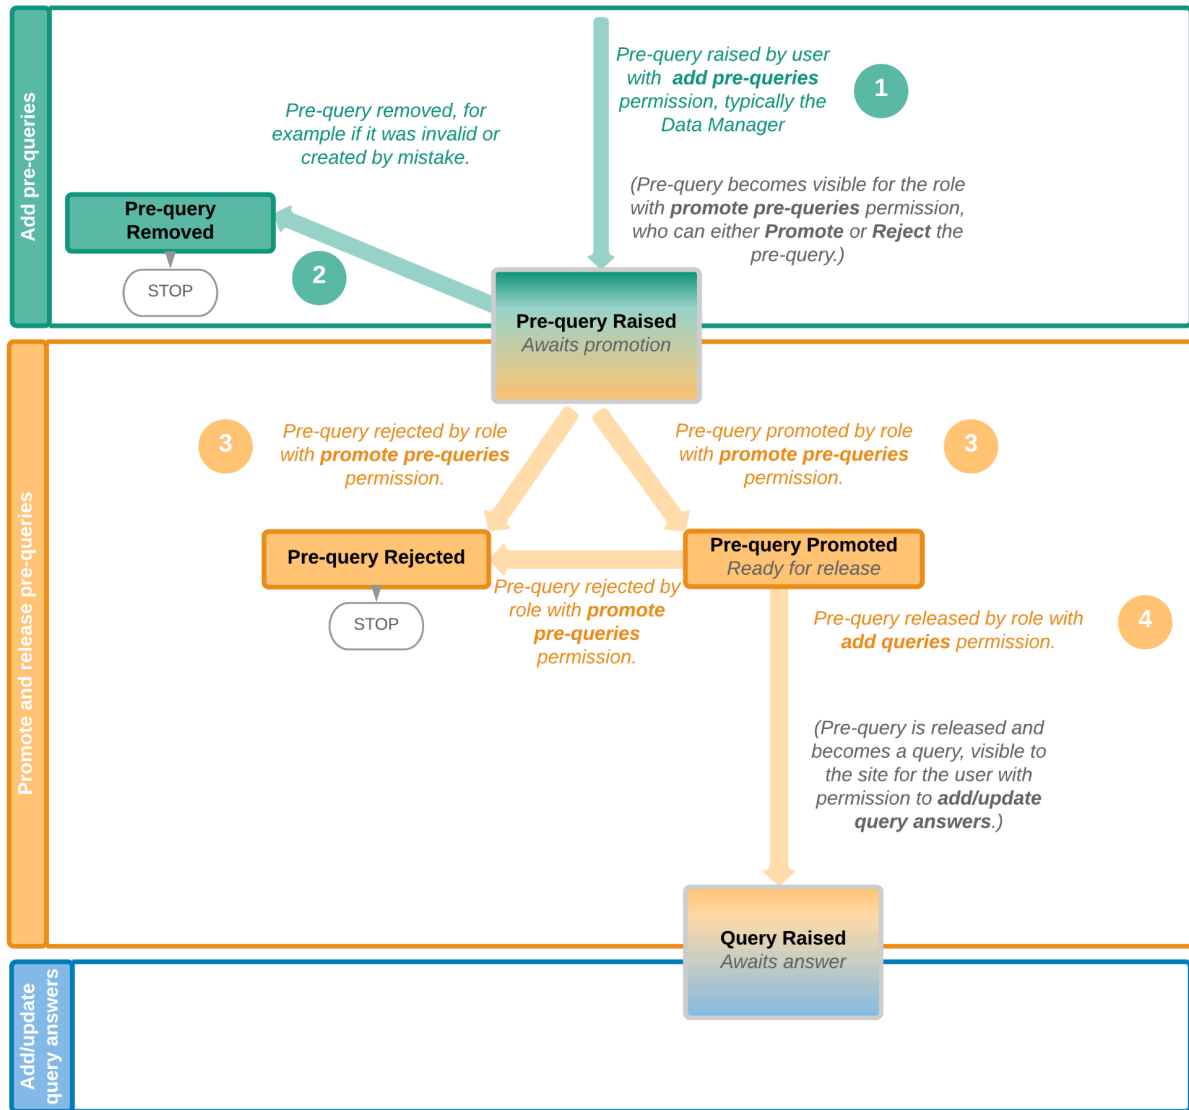 Add pre-queries
Pre-query raised by user
with add pre-queries
permission, typically the
Data Manager
1
Pre-query removed, for
example if it was invalid or
created by mistake.
(Pre-query becomes visible for the role
with promote pre-queries permission,
who can either Promote or Reject the
pre-query.)
Pre-query
Removed
2
STOP
Pre-query Raised
Awaits promotion
Promote and release pre-queries
3
Pre-query rejected by role
with promote pre-queries
permission.
Pre-query promoted by role
with promote pre-queries
permission.
3
Pre-query Rejected
Pre-query Promoted
Ready for release
STOP
Pre-query rejected by
role with promote
pre-queries
permission.
Pre-query released by role with
add queries permission.
4
(Pre-query is released and
becomes a query, visible to
the site for the user with
permission to add/update
query answers.)
Query Raised
Awaits answer
Add/update
query answers